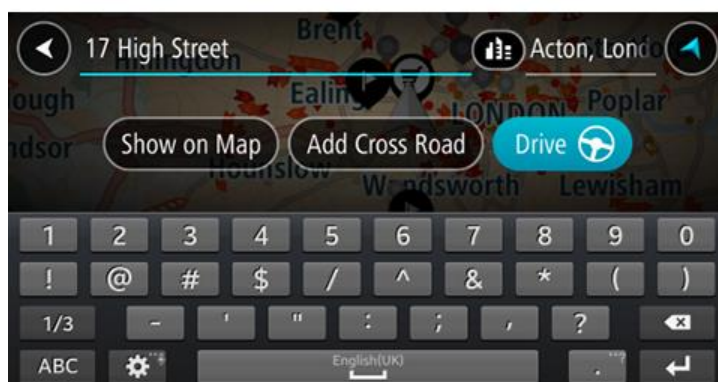 17 High Street
Acton, Lond
Brent
Hillingdon
Ealing
ough
LONDON
Poplar
ndsor
Hounslow
Wandsworth
Lewisham
Show on Map
Add Cross Road
Drive
1 2 3 4 5 6 7 8 9 0
! @ # $ / ^ & * ( )
1/3 - ' " : ; , ?
ABC English(UK) . ...?